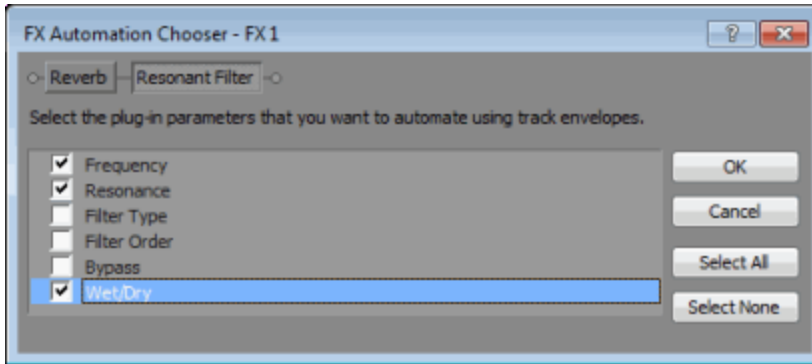 FX Automation Chooser - FX 1
Reverb Resonant Filter
Select the plug-in parameters that you want to automate using track envelopes.
Frequency
Resonance
Filter Type
Filter Order
Bypass
Wet/Dry
OK
Cancel
Select All
Select None